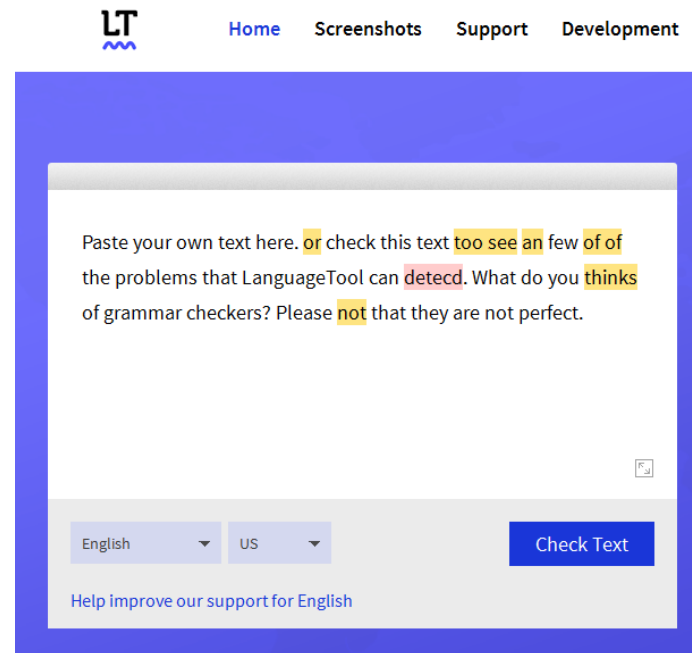 LT
Home Screenshots Support Development
Paste your own text here. or check this text too see an few of of
the problems that LanguageTool can detecd. What do you thinks
of grammar checkers? Please not that they are not perfect.
English US Check Text
Help improve our support for English